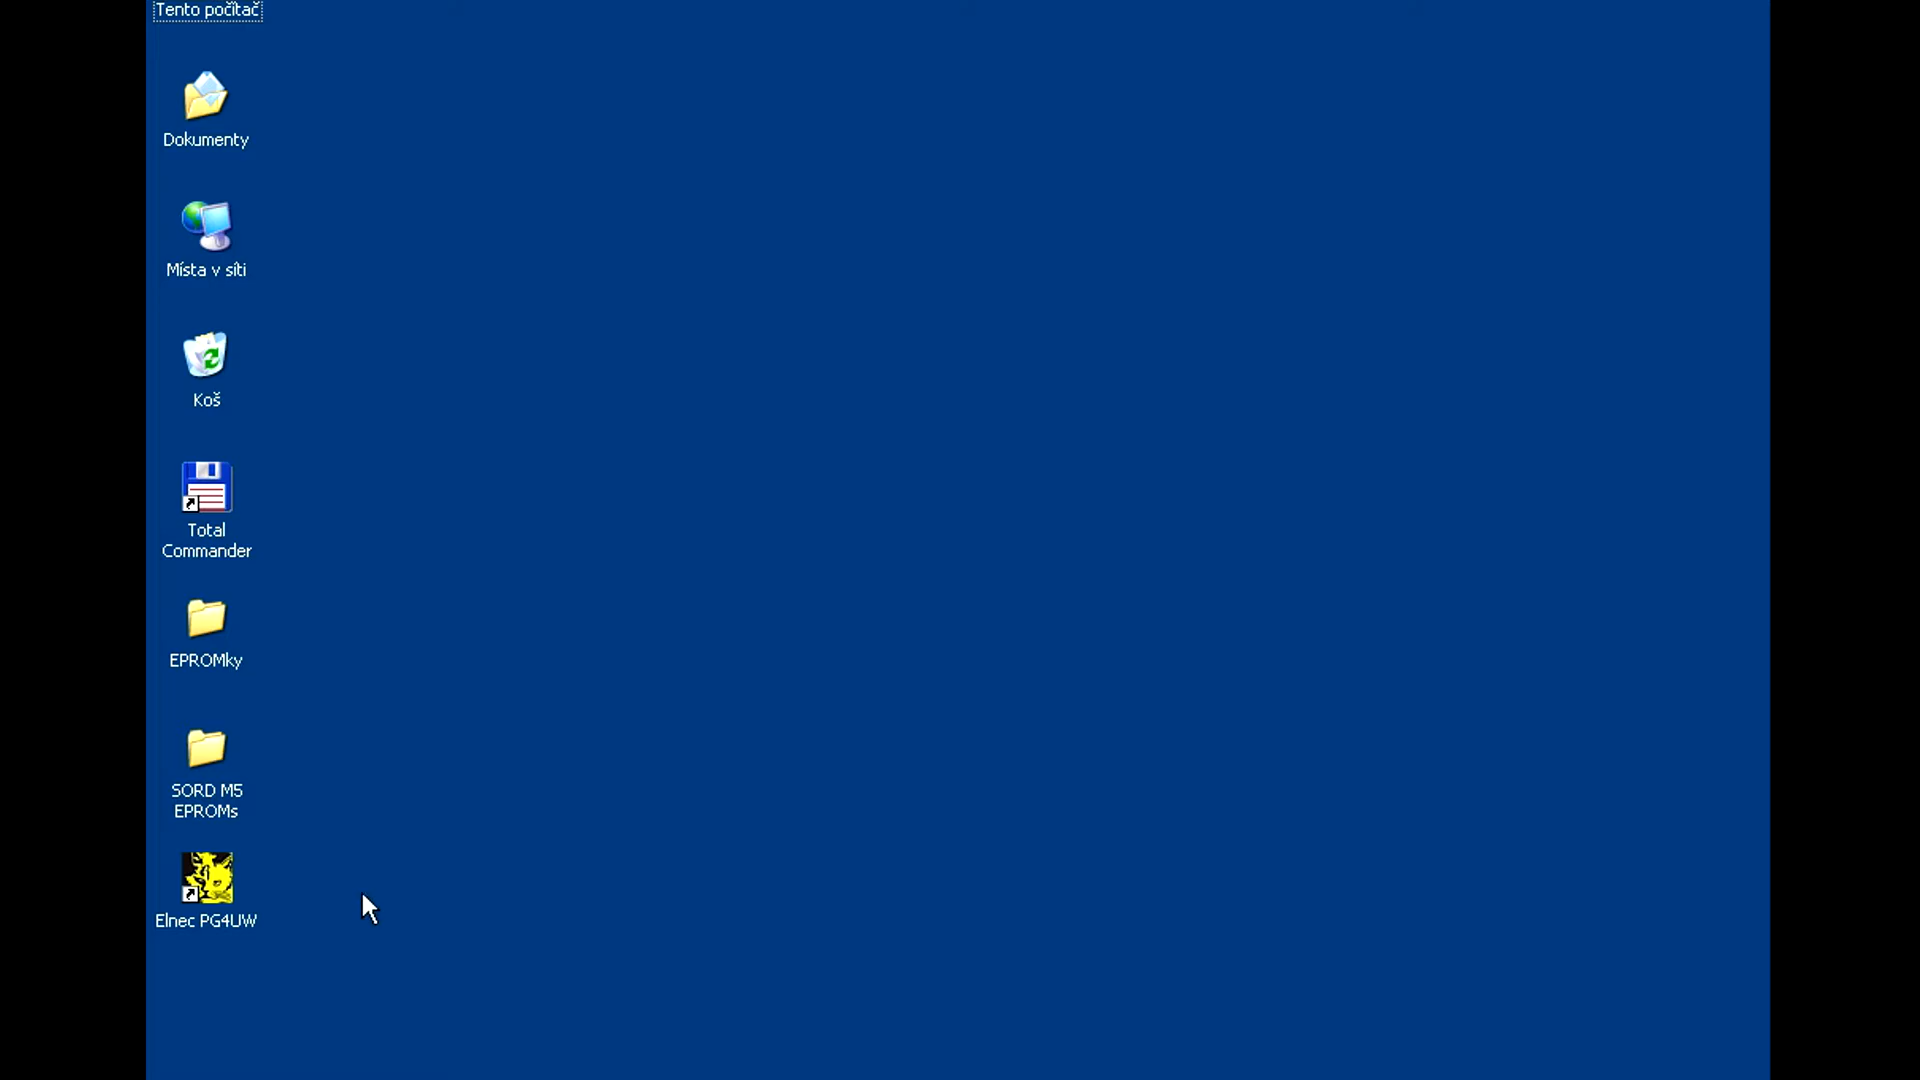 Tento počítač
Dokumenty
Místa v síti
Koš
Total
Commander
EPROMky
SORD M5
EPROMs
Elnec PG4UW